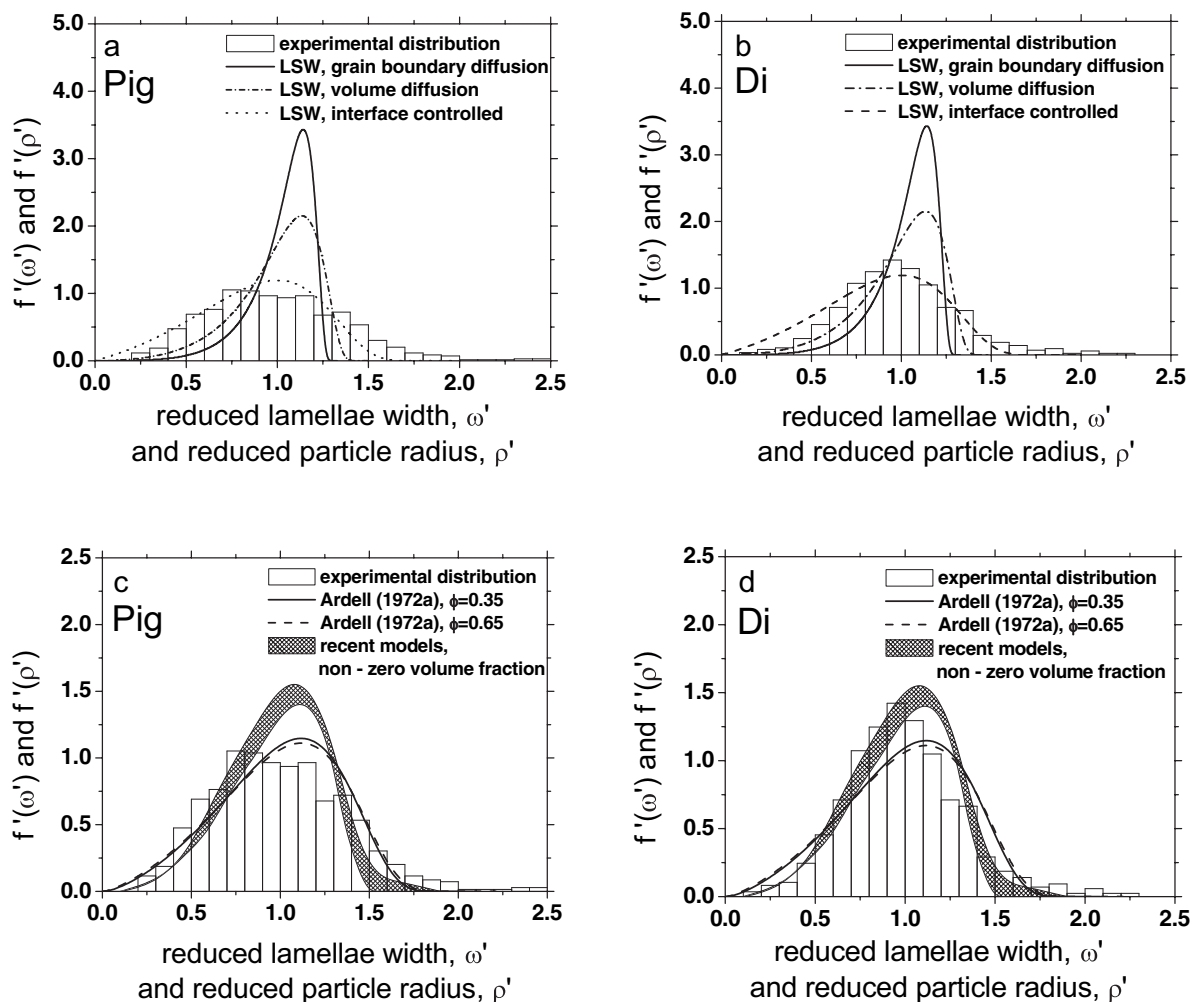 a
Pig
experimental distribution
LSW, grain boundary diffusion
LSW, volume diffusion
LSW, interface controlled
f '(ω') and f '(ρ')
5.0
4.0
3.0
2.0
1.0
0.0
0.0 0.5 1.0 1.5 2.0 2.5
reduced lamellae width, ω'
and reduced particle radius, ρ'
b
Di
experimental distribution
LSW, grain boundary diffusion
LSW, volume diffusion
LSW, interface controlled
f '(ω') and f '(ρ')
5.0
4.0
3.0
2.0
1.0
0.0
0.0 0.5 1.0 1.5 2.0 2.5
reduced lamellae width, ω'
and reduced particle radius, ρ'
c
Pig
experimental distribution
Ardell (1972a), ϕ=0.35
Ardell (1972a), ϕ=0.65
recent models,
non - zero volume fraction
f '(ω') and f '(ρ')
2.5
2.0
1.5
1.0
0.5
0.0
0.0 0.5 1.0 1.5 2.0 2.5
reduced lamellae width, ω'
and reduced particle radius, ρ'
d
Di
experimental distribution
Ardell (1972a), ϕ=0.35
Ardell (1972a), ϕ=0.65
recent models,
non - zero volume fraction
f '(ω') and f '(ρ')
2.5
2.0
1.5
1.0
0.5
0.0
0.0 0.5 1.0 1.5 2.0 2.5
reduced lamellae width, ω'
and reduced particle radius, ρ'